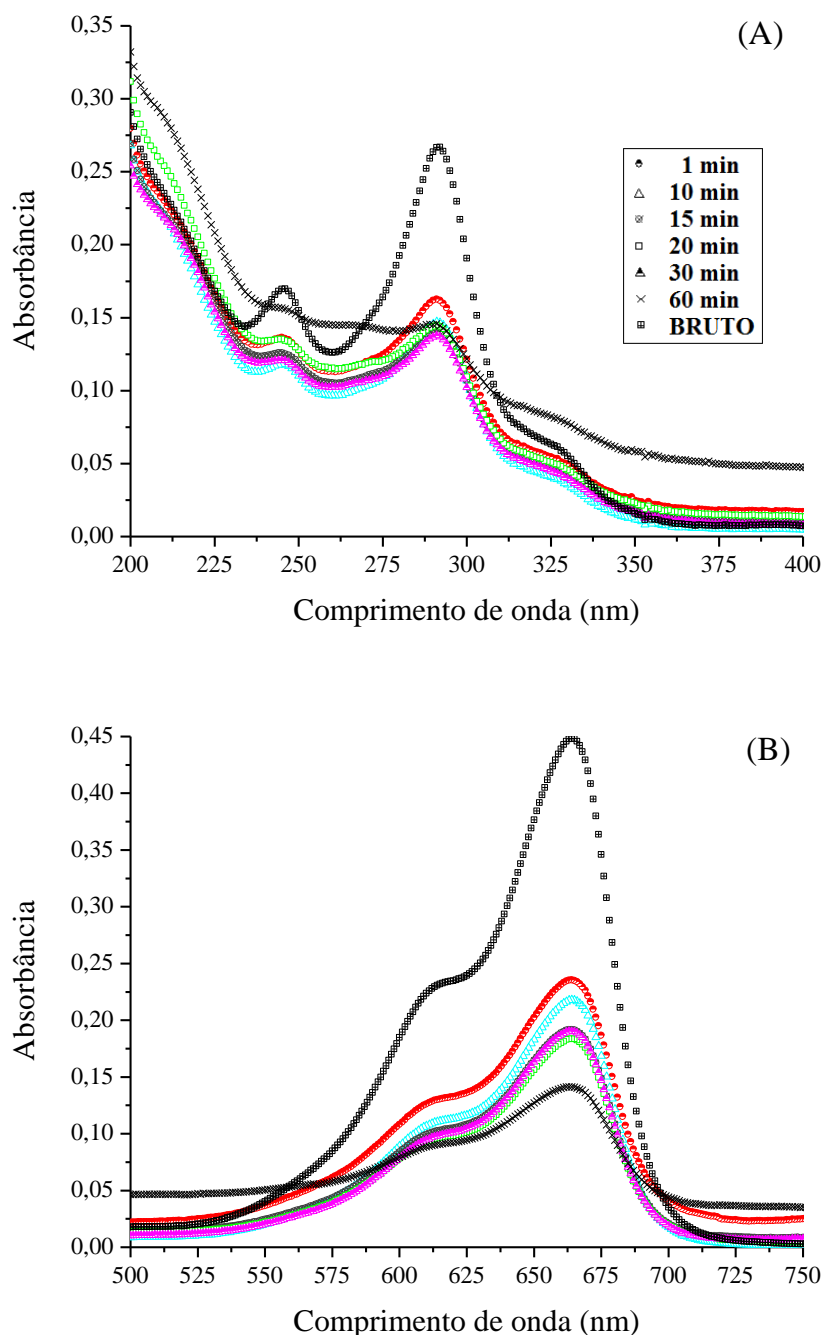 (A)
0,35
0,30
0,25
0,20
0,15
0,10
0,05
0,00
Absorbância
1 min
10 min
15 min
20 min
30 min
60 min
BRUTO
200 225 250 275 300 325 350 375 400
Comprimento de onda (nm)
(B)
0,45
0,40
0,35
0,30
0,25
0,20
0,15
0,10
0,05
0,00
Absorbância
500 525 550 575 600 625 650 675 700 725 750
Comprimento de onda (nm)